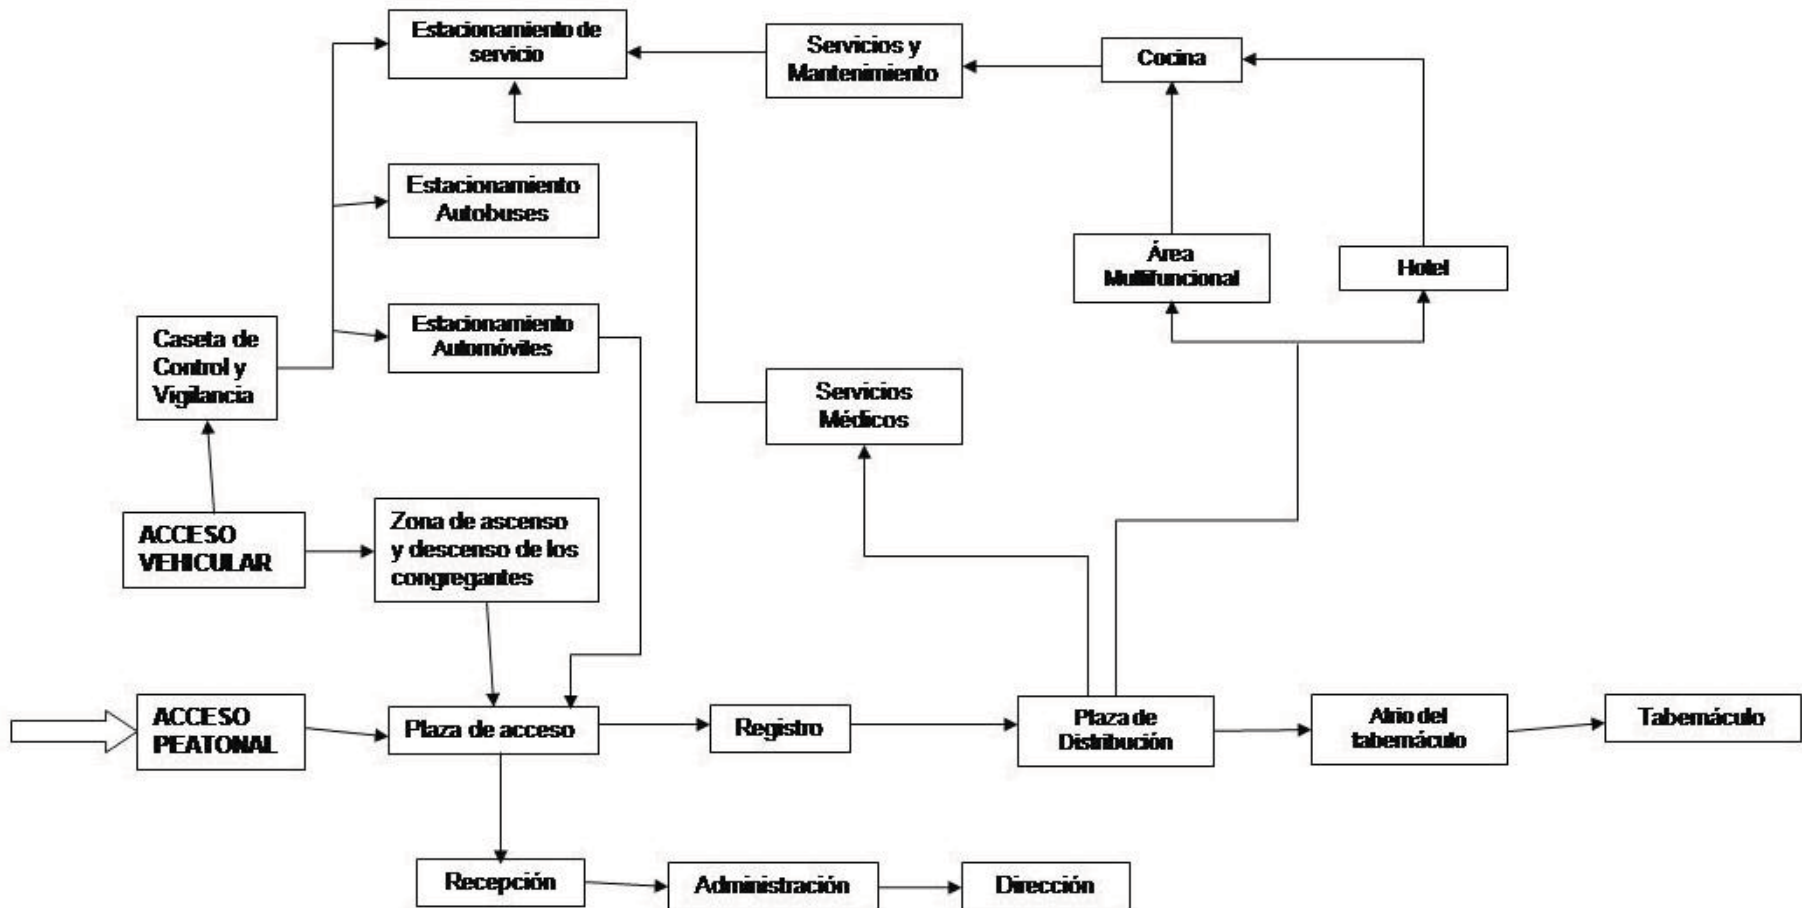 Estacionamiento de
servicio
Servicios y
Mantenimiento
Cocina
Estacionamiento
Autobuses
Área
Multifuncional
Hotel
Estacionamiento
Automóviles
Caseta de
Control y
Vigilancia
Servicios
Médicos
ACCESO
VEHICULAR
Zona de ascenso
y descenso de los
congregantes
ACCESO
PEATONAL
Plaza de acceso
Registro
Plaza de
Distribución
Atrio del
tabernáculo
Tabernáculo
Recepción
Administración
Dirección